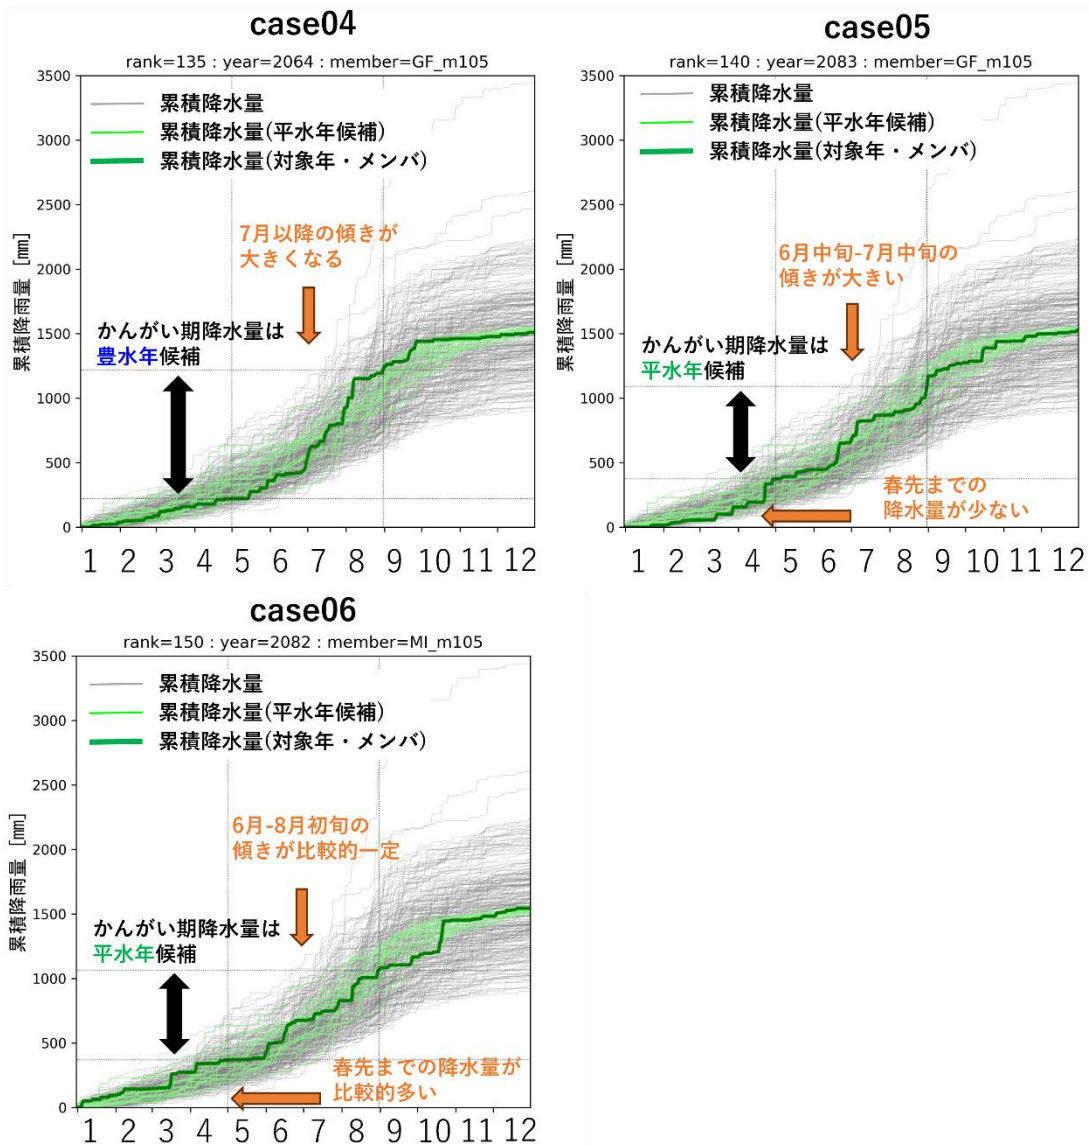 case04
rank=135 : year=2064 : member=GF_m105
累積降雨量 [mm]
3500
3000
2500
2000
1500
1000
500
0
累積降水量
累積降水量(平水年候補)
累積降水量(対象年・メンバ)
7月以降の傾きが
大きくなる
かんがい期降水量は
豊水年候補
1 2 3 4 5 6 7 8 9 10 11 12
case05
rank=140 : year=2083 : member=GF_m105
累積降雨量 [mm]
3500
3000
2500
2000
1500
1000
500
0
累積降水量
累積降水量(平水年候補)
累積降水量(対象年・メンバ)
6月中旬-7月中旬の
傾きが大きい
かんがい期降水量は
平水年候補
春先までの
降水量が少ない
1 2 3 4 5 6 7 8 9 10 11 12
case06
rank=150 : year=2082 : member=MI_m105
累積降雨量 [mm]
3500
3000
2500
2000
1500
1000
500
0
累積降水量
累積降水量(平水年候補)
累積降水量(対象年・メンバ)
6月-8月初旬の
傾きが比較的一定
かんがい期降水量は
平水年候補
春先までの降水量が
比較的多い
1 2 3 4 5 6 7 8 9 10 11 12